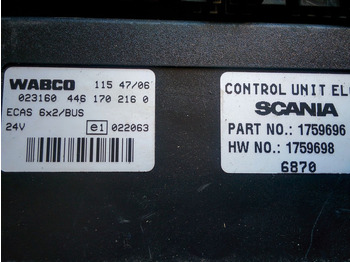 WABCO 115 47/06
023160 446 170 216 0
ECAS 6x2/BUS
24V e1 022063
CONTROL UNIT EL
SCANIA
PART NO.: 1759696
HW NO.: 1759698
6870